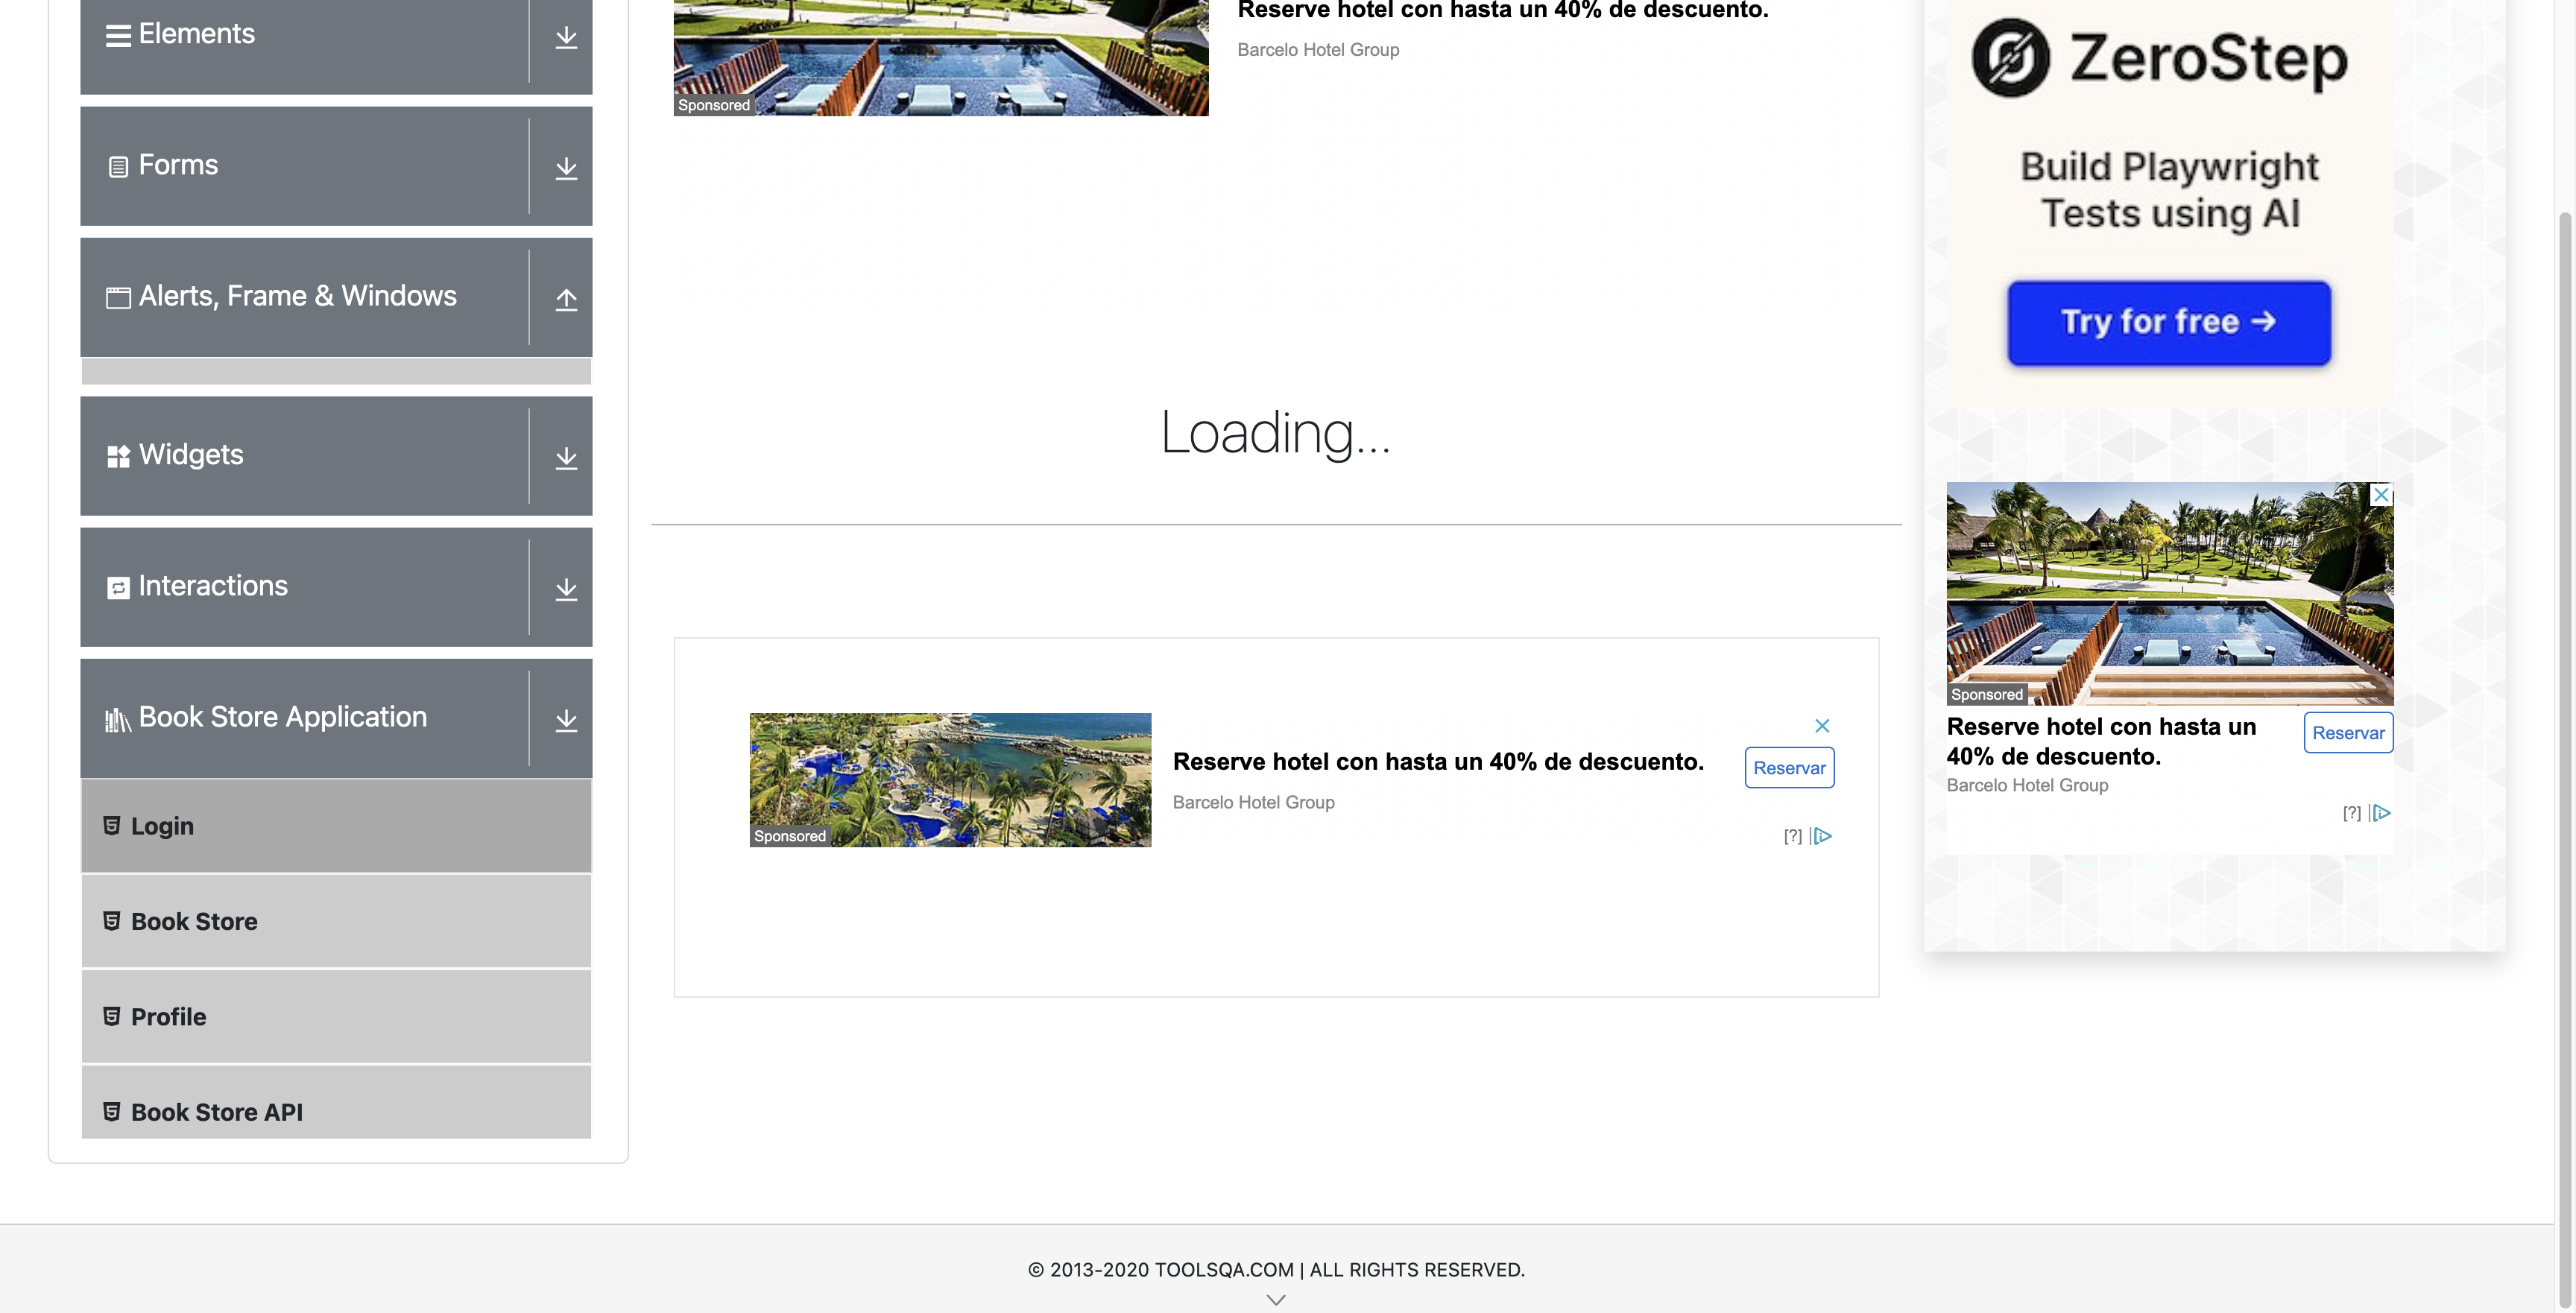 Elements
Forms
Alerts, Frame & Windows
Widgets
Interactions
Book Store Application
Login
Book Store
Profile
Book Store API
Reserve hotel con hasta un 40% de descuento.
Barcelo Hotel Group
Sponsored
Loading...
Reserve hotel con hasta un 40% de descuento.
Reservar
Barcelo Hotel Group
Sponsored
[?]
ZeroStep
Build Playwright
Tests using AI
Try for free →
Sponsored
Reserve hotel con hasta un
40% de descuento.
Reservar
Barcelo Hotel Group
[?]
© 2013-2020 TOOLSQA.COM | ALL RIGHTS RESERVED.